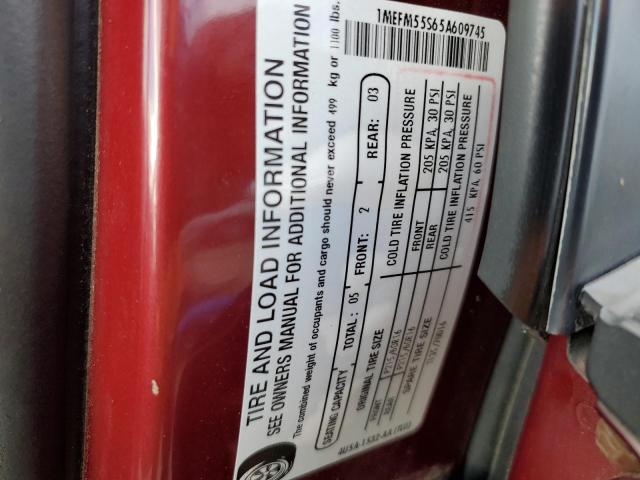 1MEFM55S65A609745
TIRE AND LOAD INFORMATION
SEE OWNERS MANUAL FOR ADDITIONAL INFORMATION
The combined weight of occupants and cargo should never exceed 499 kg or 1100 lbs.
SEATING CAPACITY TOTAL: 05 FRONT: 2 REAR: 03
ORIGINAL TIRE SIZE COLD TIRE INFLATION PRESSURE
FRONT FRONT 205 KPA, 30 PSI
REAR REAR 205 KPA, 30 PSI
SPARE TIRE SIZE COLD TIRE INFLATION PRESSURE
415 KPA, 60 PSI